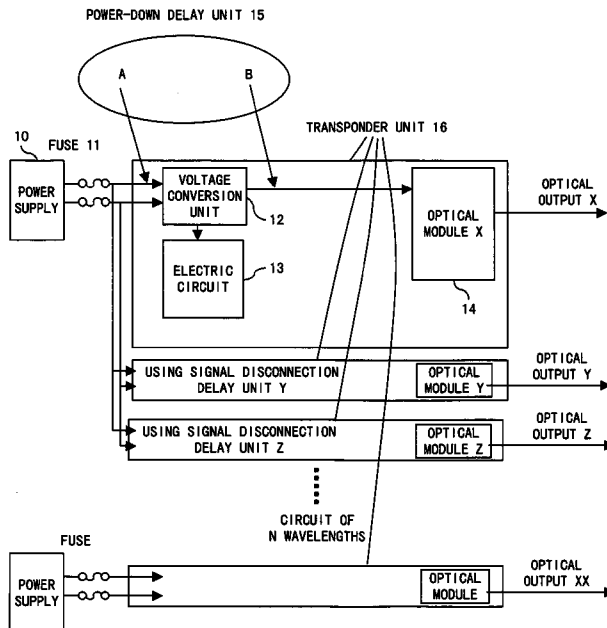 POWER-DOWN DELAY UNIT 15
A
B
10
FUSE 11
TRANSPONDER UNIT 16
POWER
SUPPLY
VOLTAGE
CONVERSION
UNIT
12
OPTICAL
MODULE X
OPTICAL
OUTPUT X
ELECTRIC
CIRCUIT
13
14
USING SIGNAL DISCONNECTION
DELAY UNIT Y
OPTICAL
MODULE Y
OPTICAL
OUTPUT Y
USING SIGNAL DISCONNECTION
DELAY UNIT Z
OPTICAL
MODULE Z
OPTICAL
OUTPUT Z
CIRCUIT OF
N WAVELENGTHS
FUSE
POWER
SUPPLY
OPTICAL
MODULE
OPTICAL
OUTPUT XX